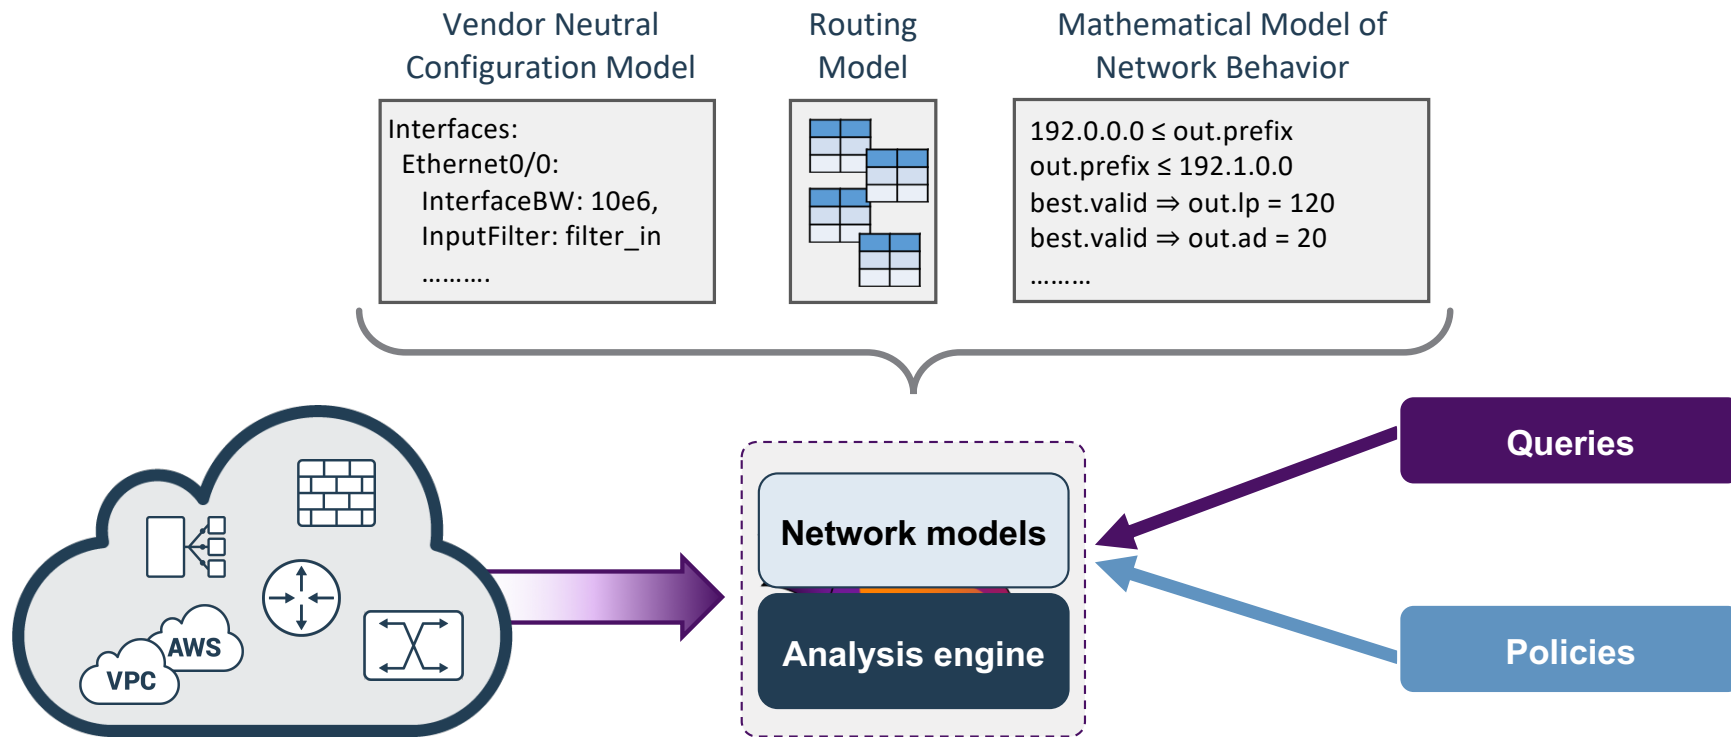 Vendor Neutral
Configuration Model
Routing
Model
Mathematical Model of
Network Behavior
Interfaces:
Ethernet0/0:
InterfaceBW: 10e6,
InputFilter: filter_in
..........
192.0.0.0 ≤ out.prefix
out.prefix ≤ 192.1.0.0
best.valid ⇒ out.lp = 120
best.valid ⇒ out.ad = 20
.........
AWS
VPC
Network models
Analysis engine
Queries
Policies